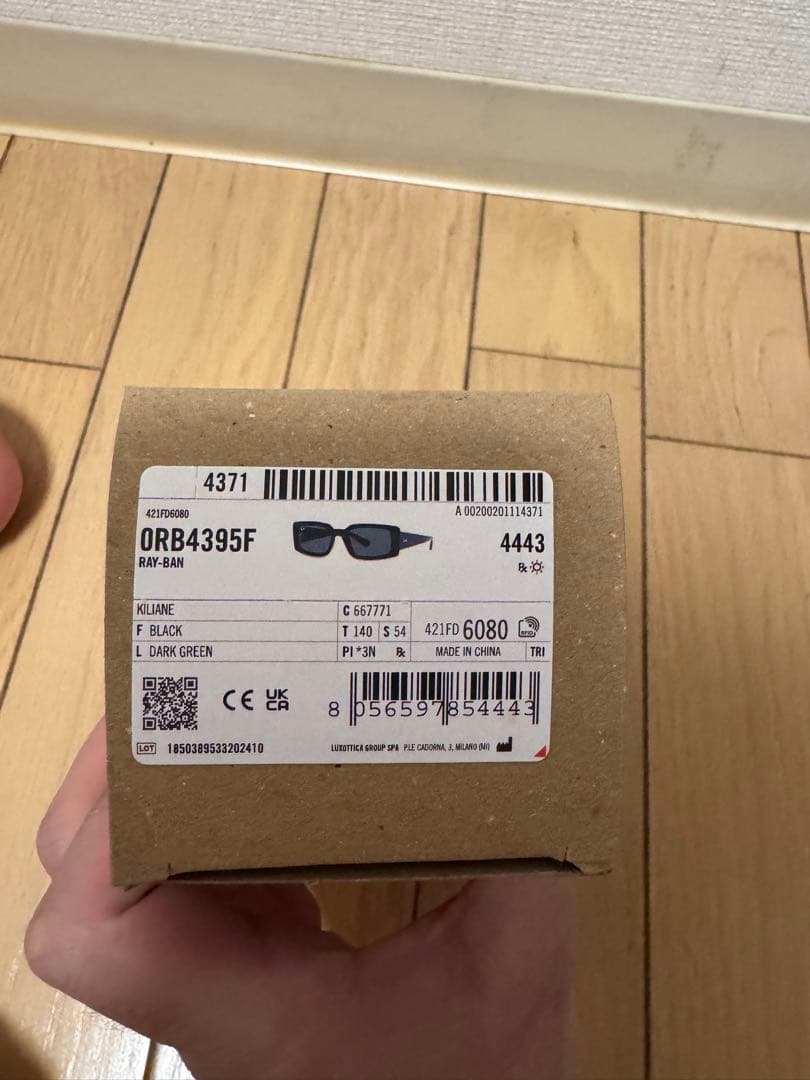 4371
A 00200201114371
421FD6080
0RB4395F
RAY-BAN
4443
℞
KILIANE
C 667771
F BLACK
T 140 S 54
421FD 6080
RFID
L DARK GREEN
PI *3N ℞
MADE IN CHINA TRI
CE UK CA
8 056597 854443
LOT 1850389533202410
LUXOTTICA GROUP SPA P.LE CADORNA, 3, MILANO (MI)